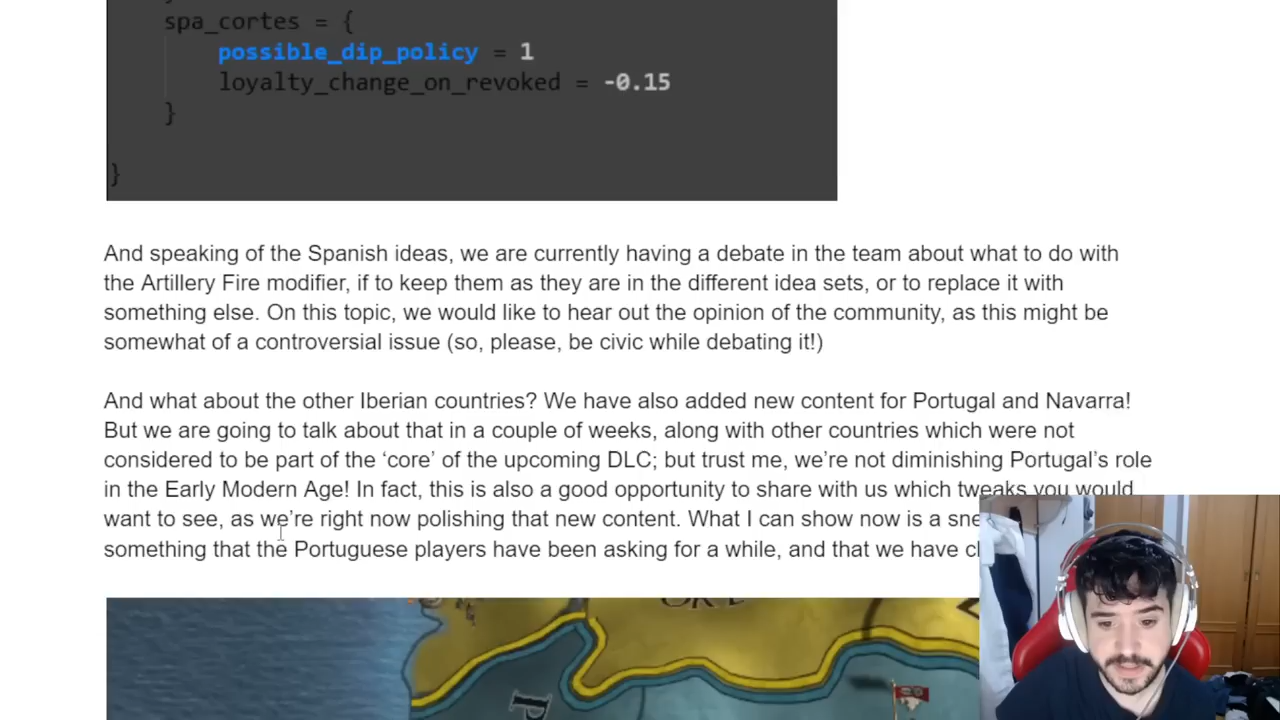 spa_cortes = {
possible_dip_policy = 1
loyalty_change_on_revoked = -0.15
}
}
And speaking of the Spanish ideas, we are currently having a debate in the team about what to do with
the Artillery Fire modifier, if to keep them as they are in the different idea sets, or to replace it with
something else. On this topic, we would like to hear out the opinion of the community, as this might be
somewhat of a controversial issue (so, please, be civic while debating it!)
And what about the other Iberian countries? We have also added new content for Portugal and Navarra!
But we are going to talk about that in a couple of weeks, along with other countries which were not
considered to be part of the ‘core’ of the upcoming DLC; but trust me, we’re not diminishing Portugal’s role
in the Early Modern Age! In fact, this is also a good opportunity to share with us which tweaks you would
want to see, as we’re right now polishing that new content. What I can show now is a
something that the Portuguese players have been asking for a while, and that we have